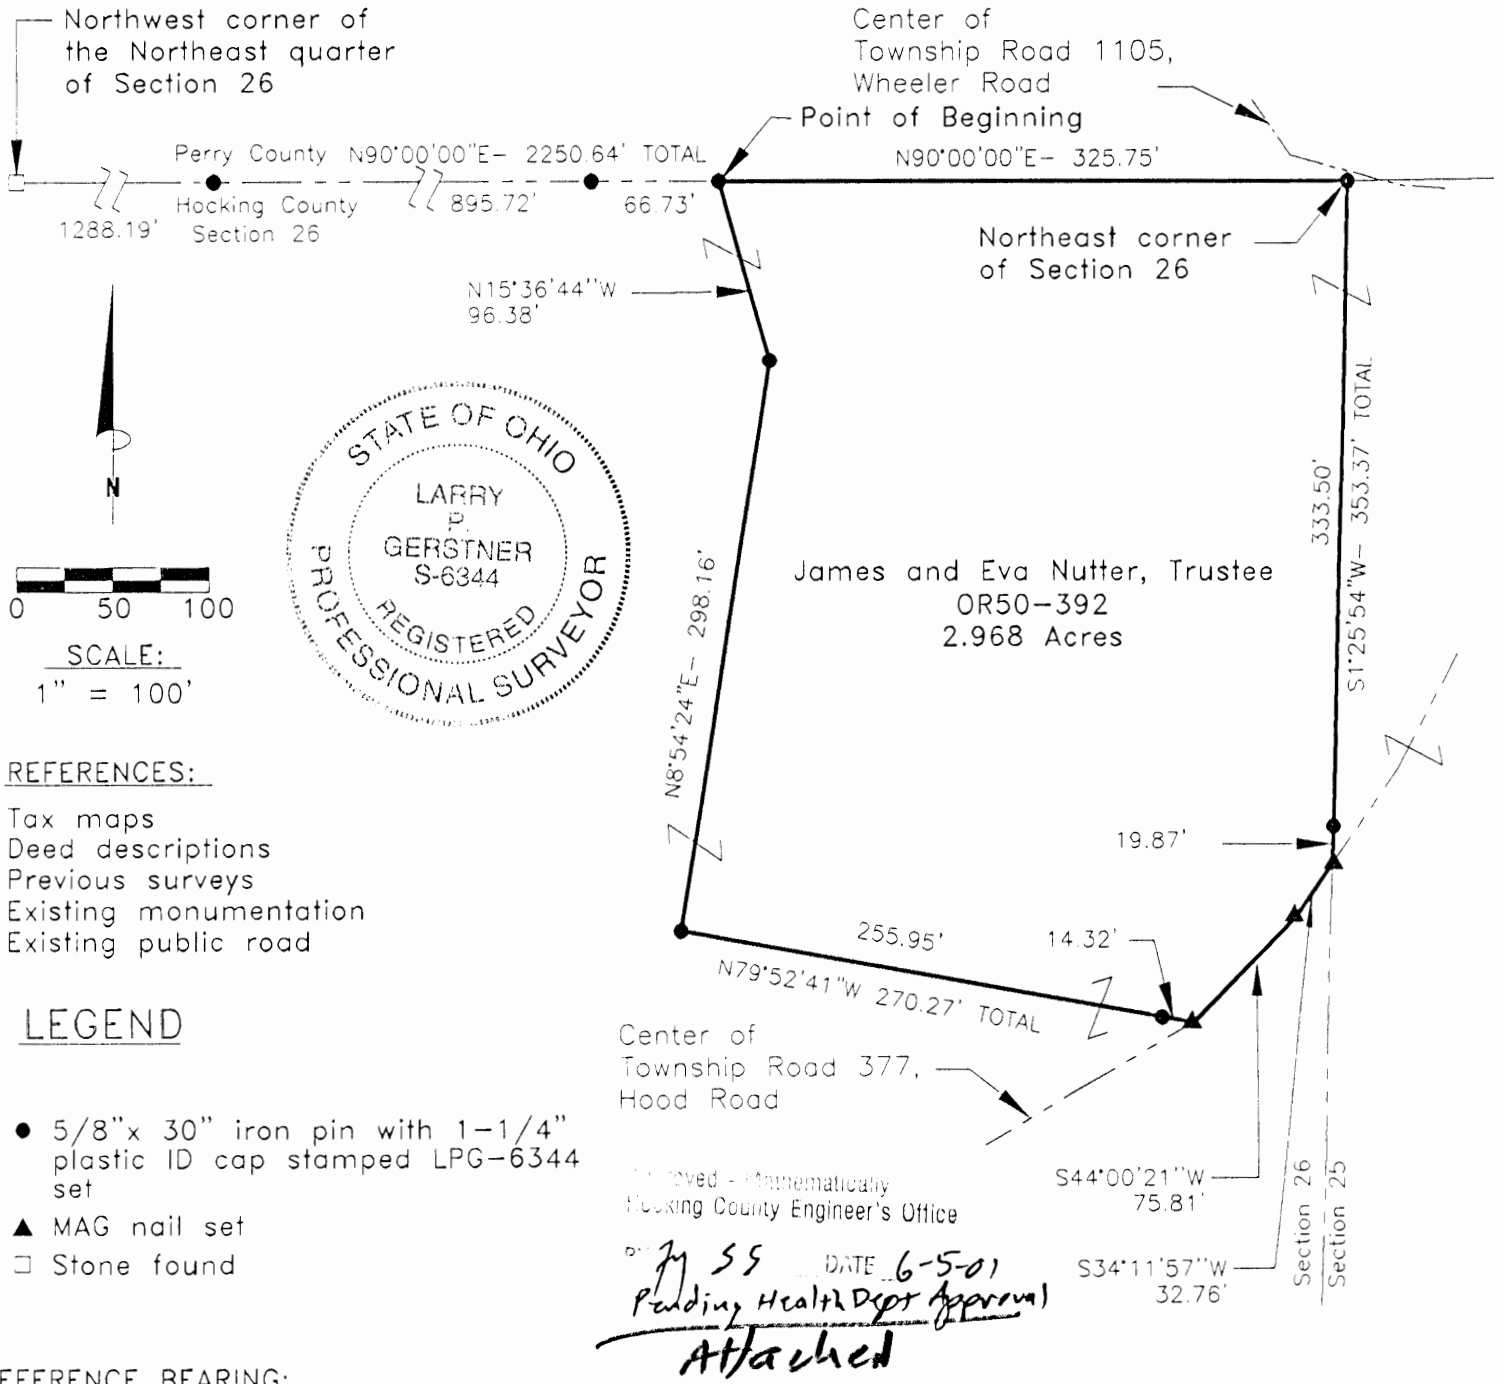 Northwest corner of
the Northeast quarter
of Section 26
Center of
Township Road 1105,
Wheeler Road
Point of Beginning
Perry County N90°00'00"E- 2250.64' TOTAL
N90°00'00"E- 325.75'
Hocking County
Section 26
1288.19'
895.72'
66.73'
Northeast corner
of Section 26
N15°36'44"W
96.38'
N
0 50 100
SCALE:
1" = 100'
STATE OF OHIO
LARRY
P.
GERSTNER
S-6344
REGISTERED
PROFESSIONAL SURVEYOR
N8°54'24"E- 298.16'
James and Eva Nutter, Trustee
OR50-392
2.968 Acres
333.50'
S1°25'54"W- 353.37' TOTAL
19.87'
REFERENCES:
Tax maps
Deed descriptions
Previous surveys
Existing monumentation
Existing public road
255.95'
14.32'
N79°52'41"W 270.27' TOTAL
LEGEND
Center of
Township Road 377,
Hood Road
5/8"x 30" iron pin with 1-1/4"
plastic ID cap stamped LPG-6344
set
MAG nail set
Stone found
S44°00'21"W
75.81'
S34°11'57"W
32.76'
Section 26
Section 25
Mathematically
Hocking County Engineer's Office
SS DATE 6-5-01
Pending Health Dept Approval
Attached
EFERENCE BEARING: